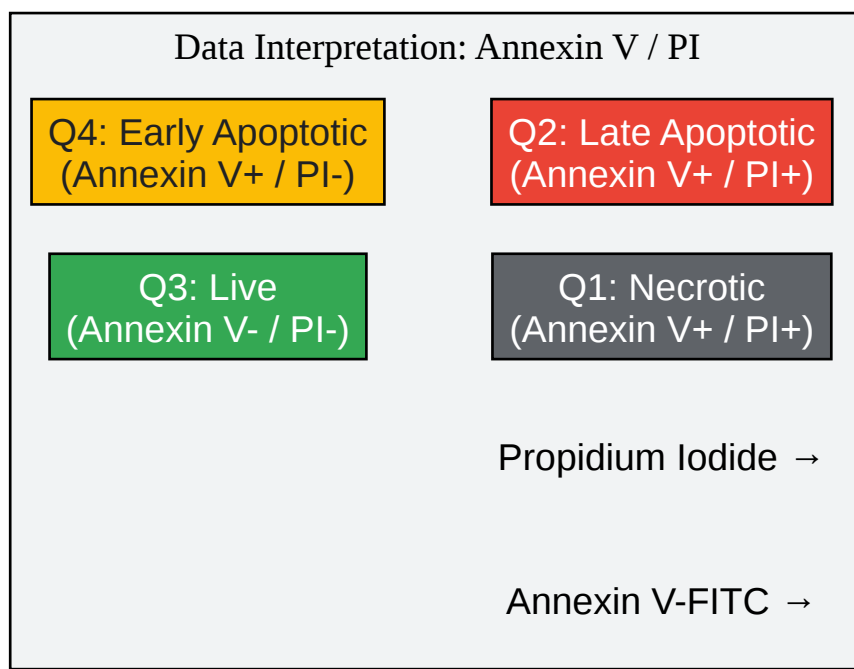 Data Interpretation: Annexin V / PI
Q4: Early Apoptotic
(Annexin V+ / PI-)
Q2: Late Apoptotic
(Annexin V+ / PI+)
Q3: Live
(Annexin V- / PI-)
Q1: Necrotic
(Annexin V+ / PI+)
Propidium Iodide →
Annexin V-FITC →